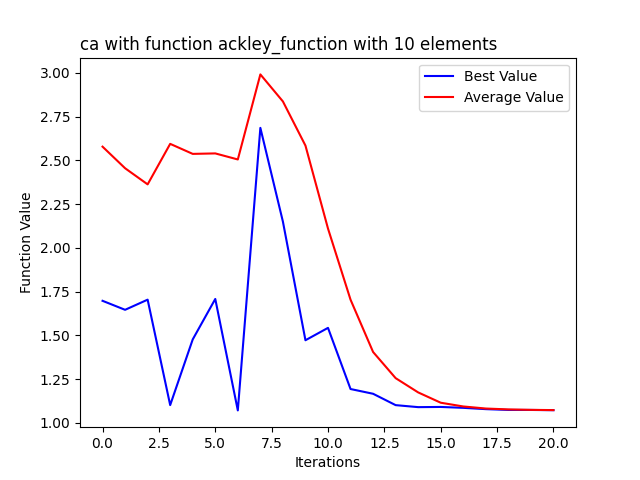 ca with function ackley_function with 10 elements
Best Value
Average Value
Function Value
3.00
2.75
2.50
2.25
2.00
1.75
1.50
1.25
1.00
0.0 2.5 5.0 7.5 10.0 12.5 15.0 17.5 20.0
Iterations